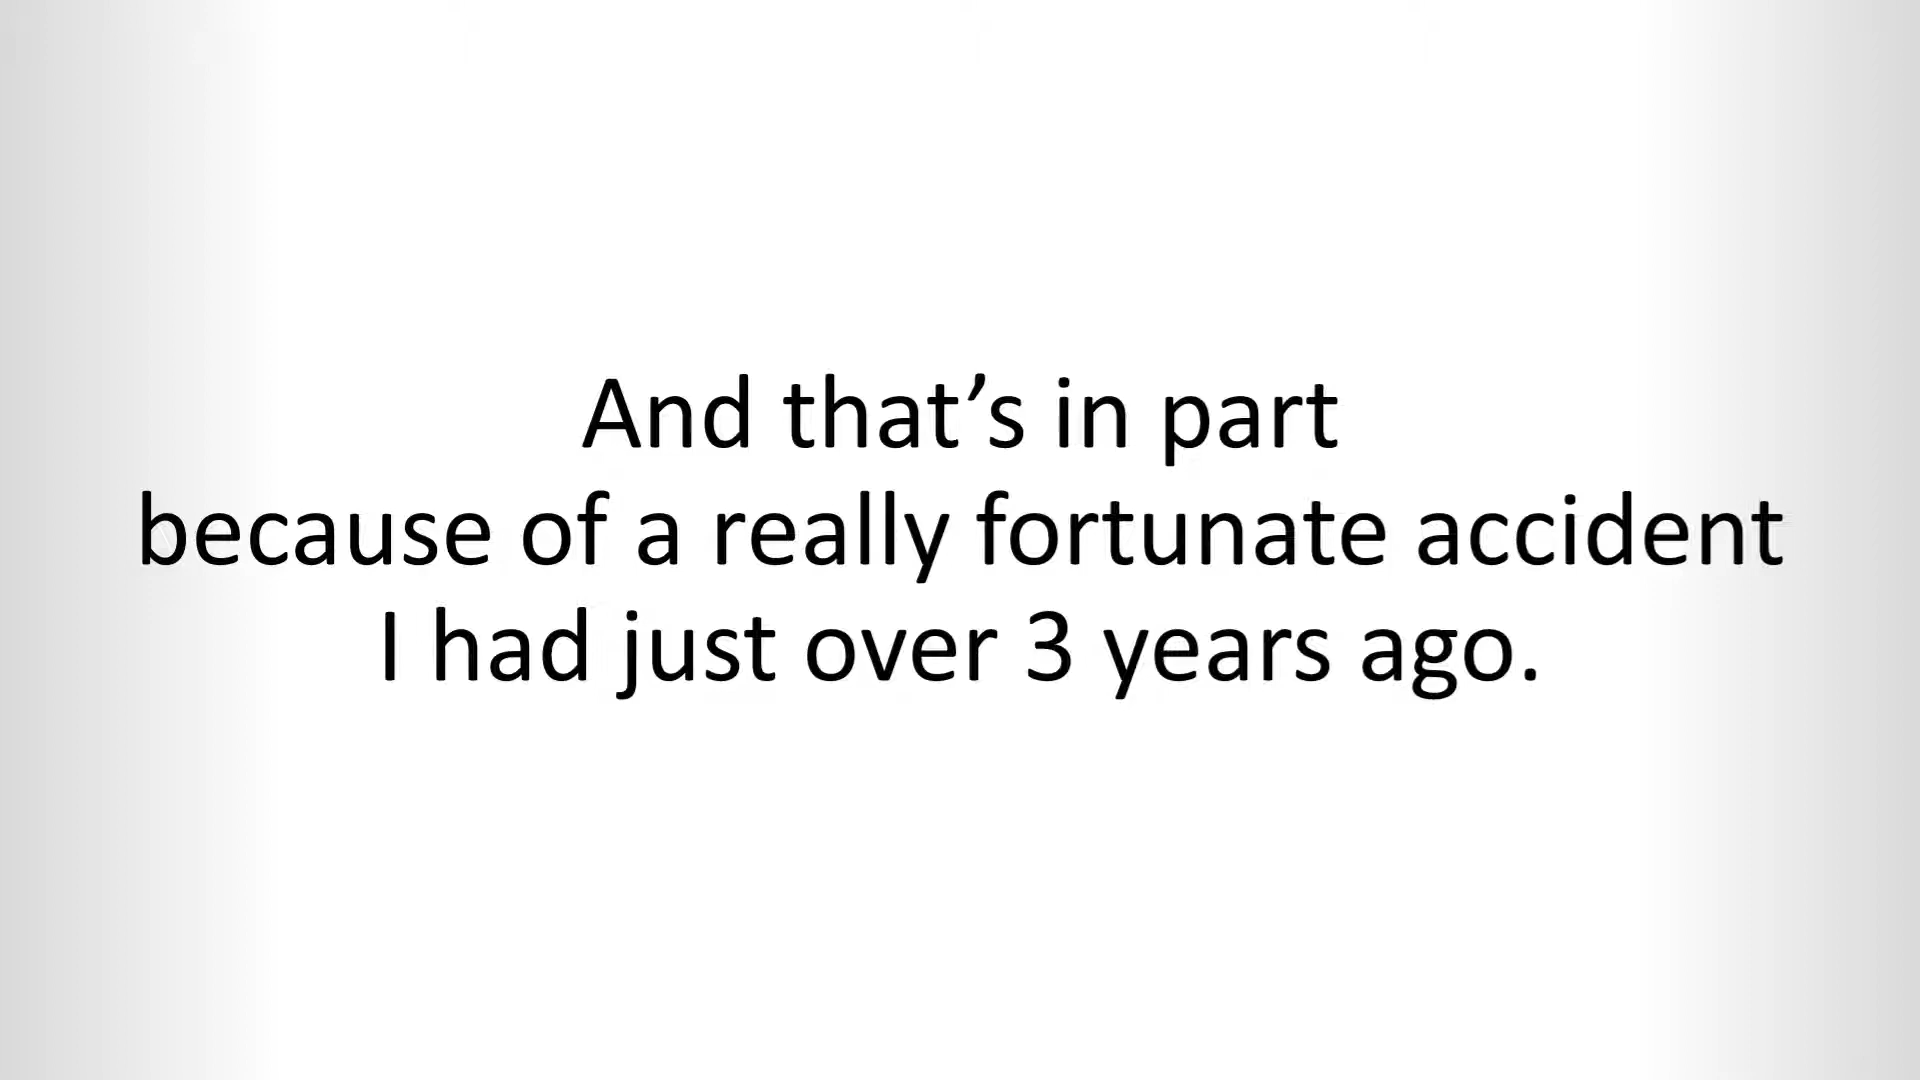 And that’s in part
because of a really fortunate accident
I had just over 3 years ago.